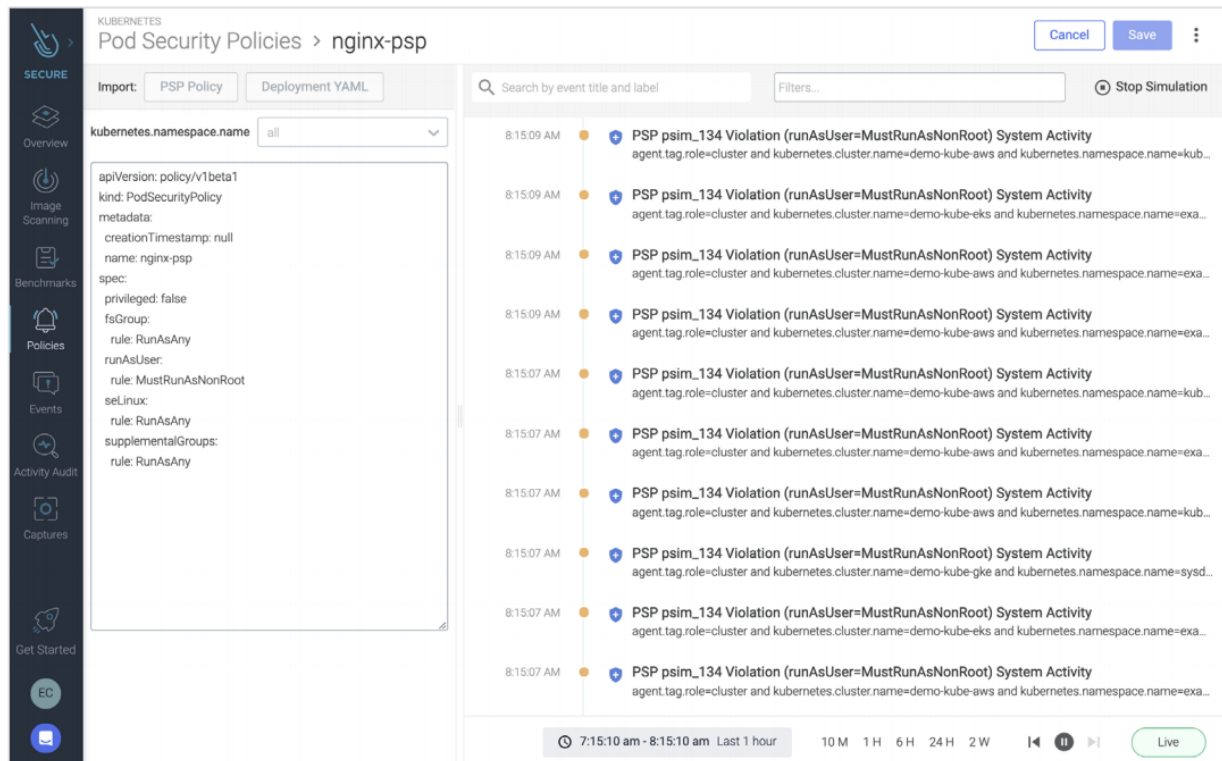 KUBERNETES
Pod Security Policies > nginx-psp
Cancel
Save
SECURE
Overview
Image
Scanning
Benchmarks
Policies
Events
Activity Audit
Captures
Get Started
EC
Import:
PSP Policy
Deployment YAML
kubernetes.namespace.name
all
apiVersion: policy/v1beta1
kind: PodSecurityPolicy
metadata:
creationTimestamp: null
name: nginx-psp
spec:
privileged: false
fsGroup:
rule: RunAsAny
runAsUser:
rule: MustRunAsNonRoot
seLinux:
rule: RunAsAny
supplementalGroups:
rule: RunAsAny
Search by event title and label
Filters...
Stop Simulation
8:15:09 AM PSP psim_134 Violation (runAsUser=MustRunAsNonRoot) System Activity
agent.tag.role=cluster and kubernetes.cluster.name=demo-kube-aws and kubernetes.namespace.name=kub...
8:15:09 AM PSP psim_134 Violation (runAsUser=MustRunAsNonRoot) System Activity
agent.tag.role=cluster and kubernetes.cluster.name=demo-kube-eks and kubernetes.namespace.name=exa...
8:15:09 AM PSP psim_134 Violation (runAsUser=MustRunAsNonRoot) System Activity
agent.tag.role=cluster and kubernetes.cluster.name=demo-kube-aws and kubernetes.namespace.name=exa...
8:15:09 AM PSP psim_134 Violation (runAsUser=MustRunAsNonRoot) System Activity
agent.tag.role=cluster and kubernetes.cluster.name=demo-kube-aws and kubernetes.namespace.name=exa...
8:15:07 AM PSP psim_134 Violation (runAsUser=MustRunAsNonRoot) System Activity
agent.tag.role=cluster and kubernetes.cluster.name=demo-kube-aws and kubernetes.namespace.name=kub...
8:15:07 AM PSP psim_134 Violation (runAsUser=MustRunAsNonRoot) System Activity
agent.tag.role=cluster and kubernetes.cluster.name=demo-kube-aws and kubernetes.namespace.name=exa...
8:15:07 AM PSP psim_134 Violation (runAsUser=MustRunAsNonRoot) System Activity
agent.tag.role=cluster and kubernetes.cluster.name=demo-kube-aws and kubernetes.namespace.name=kub...
8:15:07 AM PSP psim_134 Violation (runAsUser=MustRunAsNonRoot) System Activity
agent.tag.role=cluster and kubernetes.cluster.name=demo-kube-gke and kubernetes.namespace.name=sysd...
8:15:07 AM PSP psim_134 Violation (runAsUser=MustRunAsNonRoot) System Activity
agent.tag.role=cluster and kubernetes.cluster.name=demo-kube-eks and kubernetes.namespace.name=exa...
8:15:07 AM PSP psim_134 Violation (runAsUser=MustRunAsNonRoot) System Activity
agent.tag.role=cluster and kubernetes.cluster.name=demo-kube-aws and kubernetes.namespace.name=exa...
7:15:10 am - 8:15:10 am Last 1 hour
10 M 1 H 6 H 24 H 2 W
Live